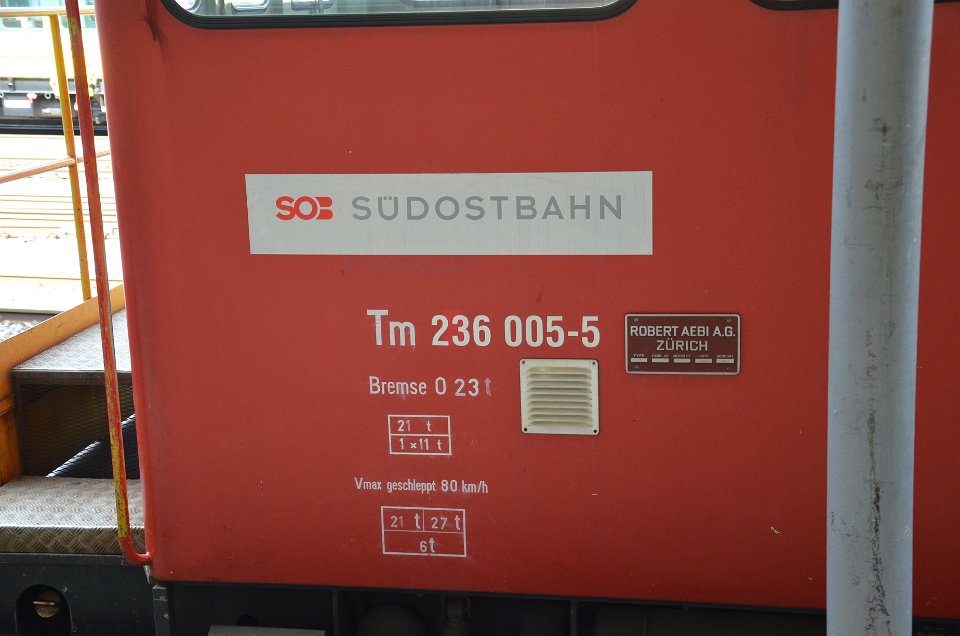 SOB SÜDOSTBAHN
Tm 236 005-5
ROBERT AEBI A.G.
ZÜRICH
Bremse O 23 t
21 t
1 x 11 t
Vmax geschleppt 80 km/h
21 t 27 t
6 t